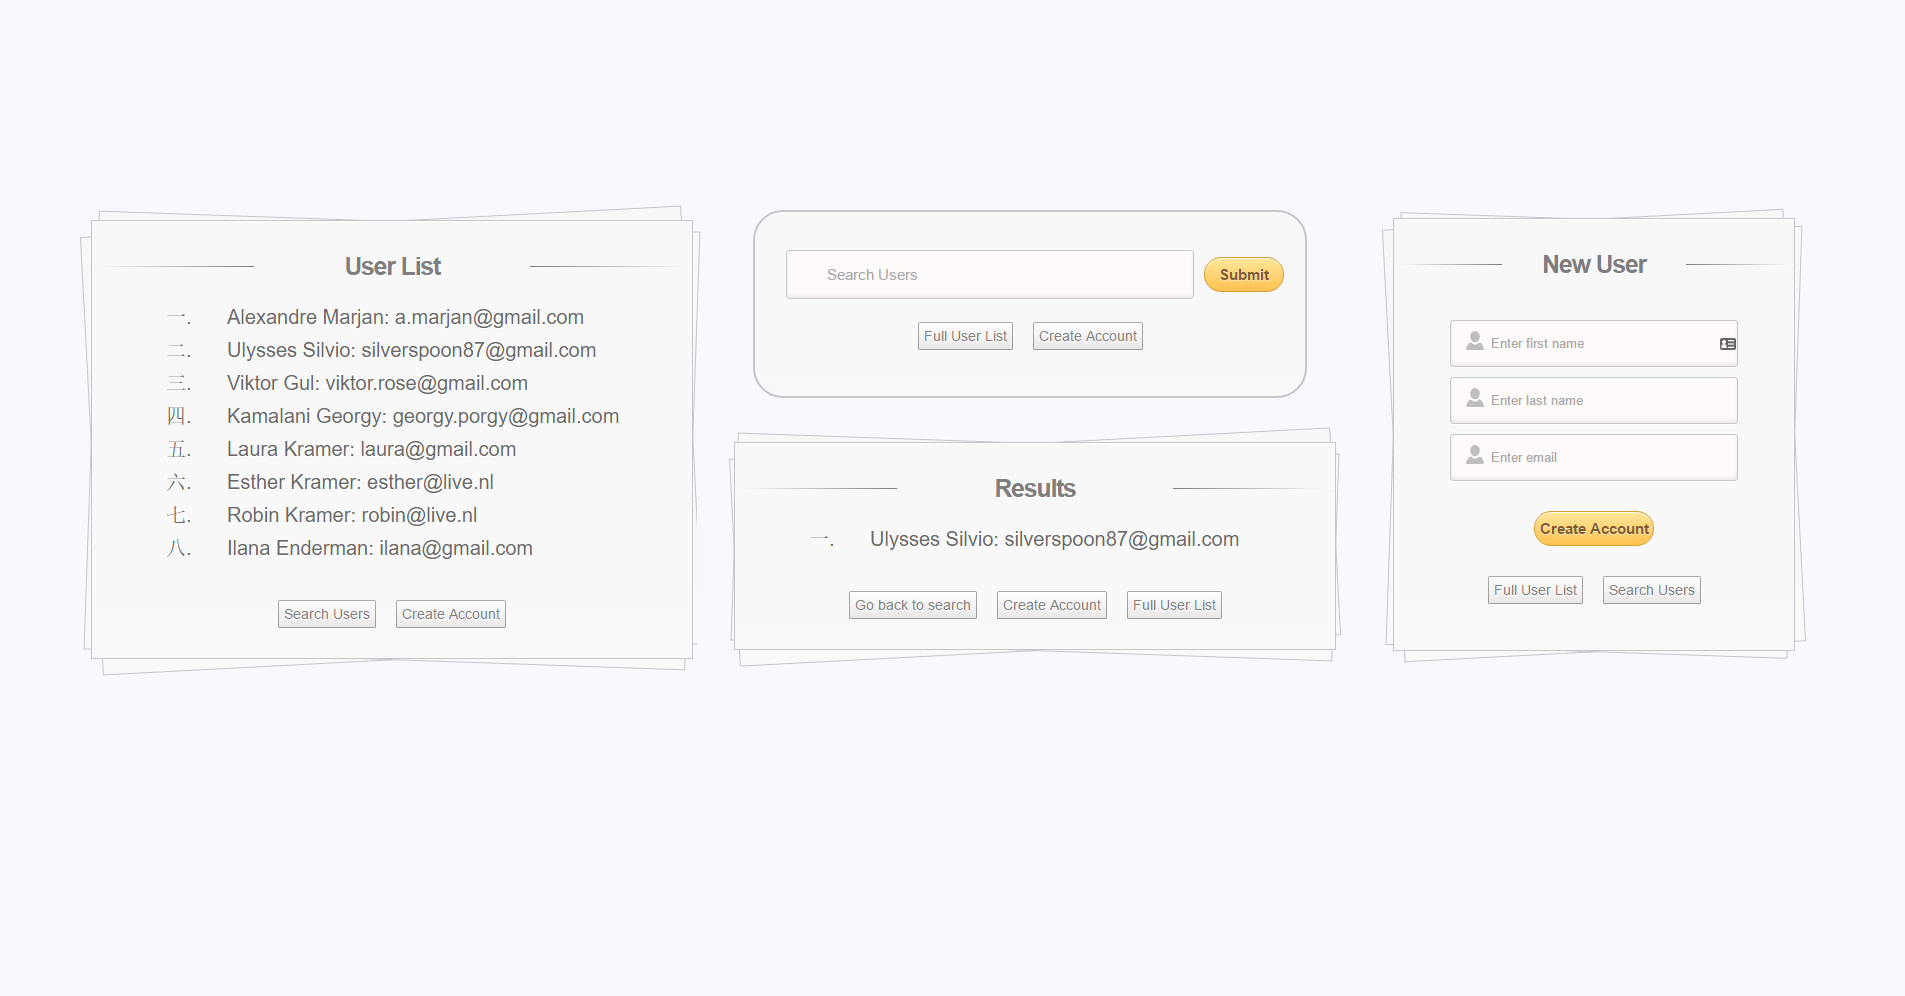 User List
一. Alexandre Marjan: a.marjan@gmail.com
二. Ulysses Silvio: silverspoon87@gmail.com
三. Viktor Gul: viktor.rose@gmail.com
四. Kamalani Georgy: georgy.porgy@gmail.com
五. Laura Kramer: laura@gmail.com
六. Esther Kramer: esther@live.nl
七. Robin Kramer: robin@live.nl
八. Ilana Enderman: ilana@gmail.com
Search Users Create Account
Search Users Submit
Full User List Create Account
Results
一. Ulysses Silvio: silverspoon87@gmail.com
Go back to search Create Account Full User List
New User
Enter first name
Enter last name
Enter email
Create Account
Full User List Search Users